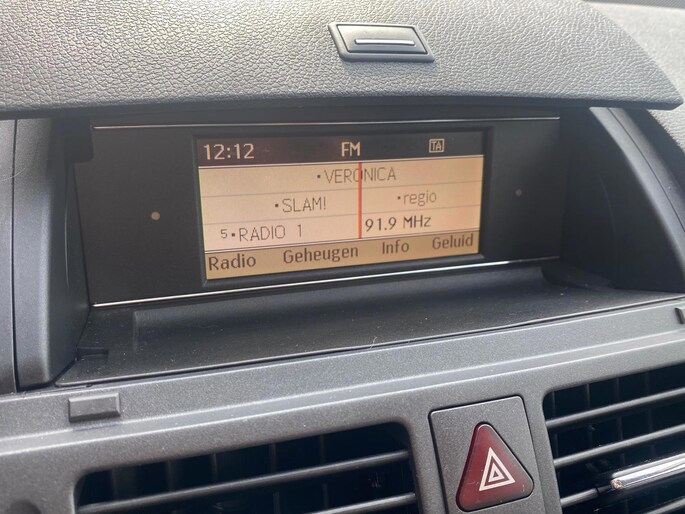 12:12 FM TA
•VERONICA
•SLAM! •regio
5•RADIO 1 91.9 MHz
Radio Geheugen Info Geluid